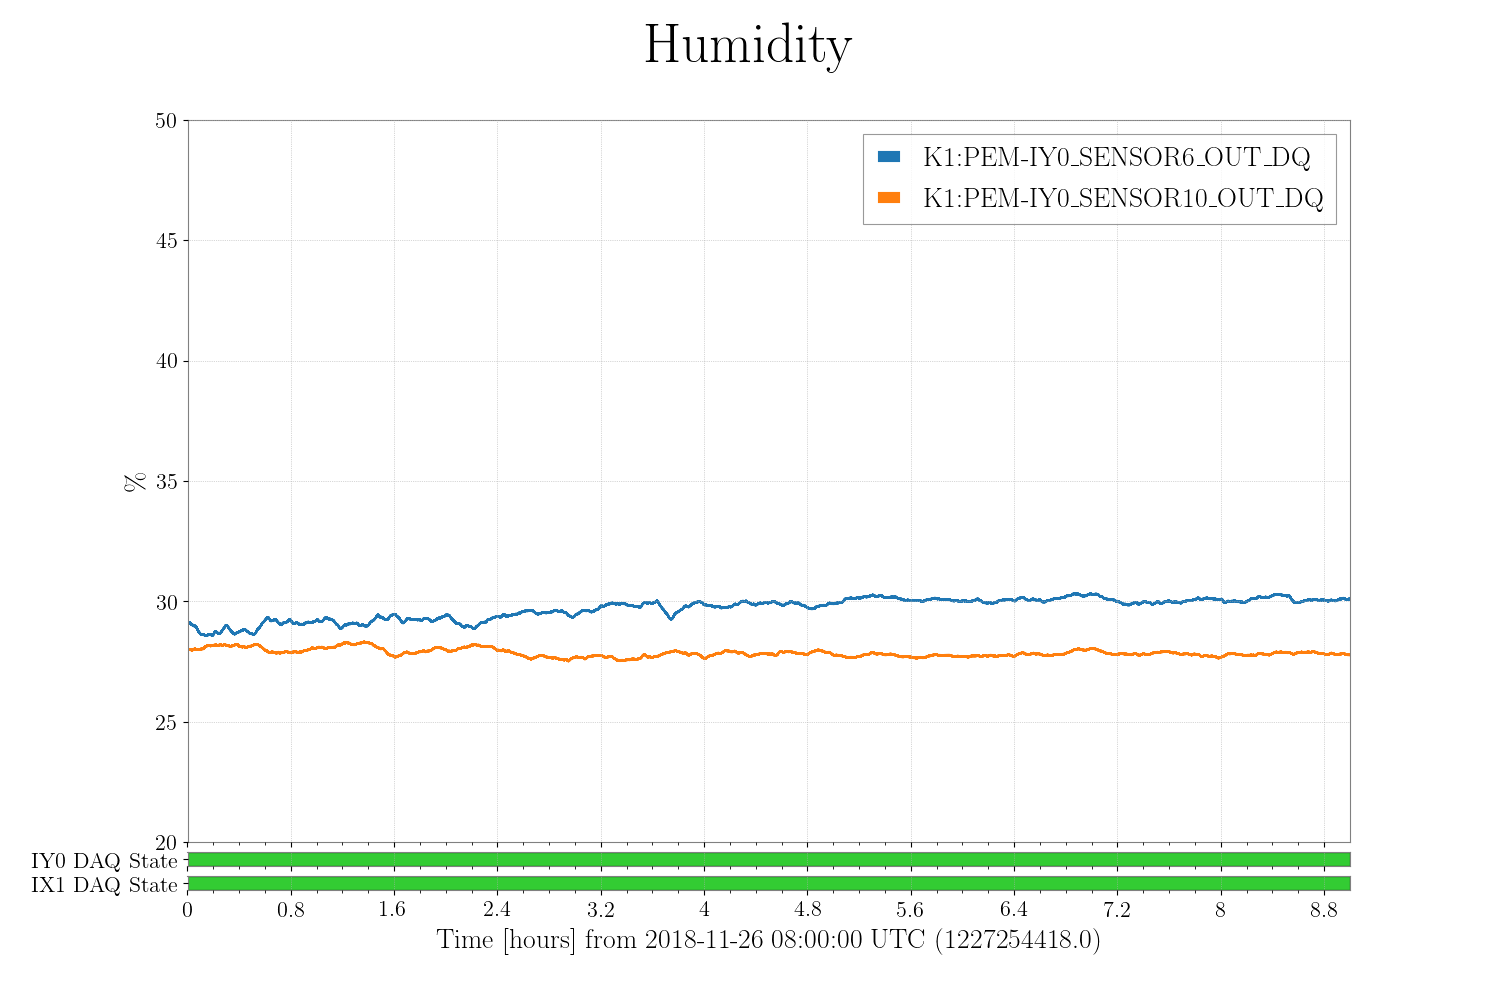 Humidity
K1:PEM-IY0_SENSOR6_OUT_DQ
K1:PEM-IY0_SENSOR10_OUT_DQ
50
45
40
35
30
25
20
%
IY0 DAQ State
IX1 DAQ State
0 0.8 1.6 2.4 3.2 4 4.8 5.6 6.4 7.2 8 8.8
Time [hours] from 2018-11-26 08:00:00 UTC (1227254418.0)